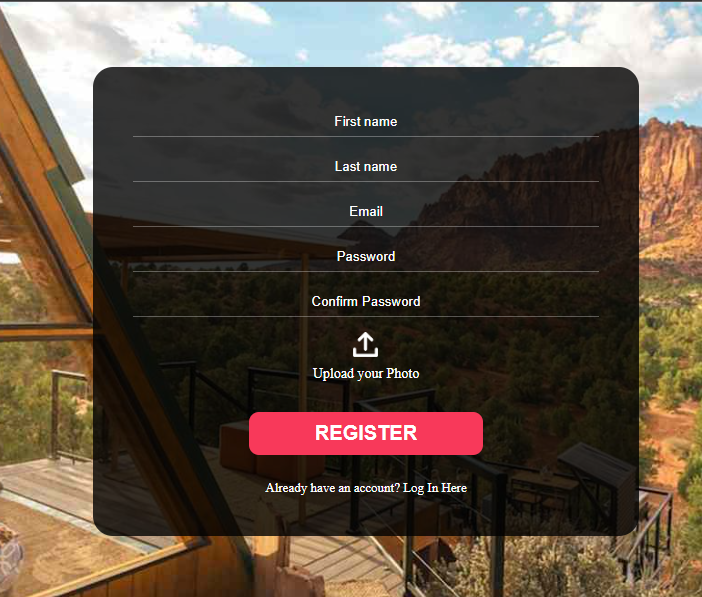 First name
Last name
Email
Password
Confirm Password
Upload your Photo
REGISTER
Already have an account? Log In Here